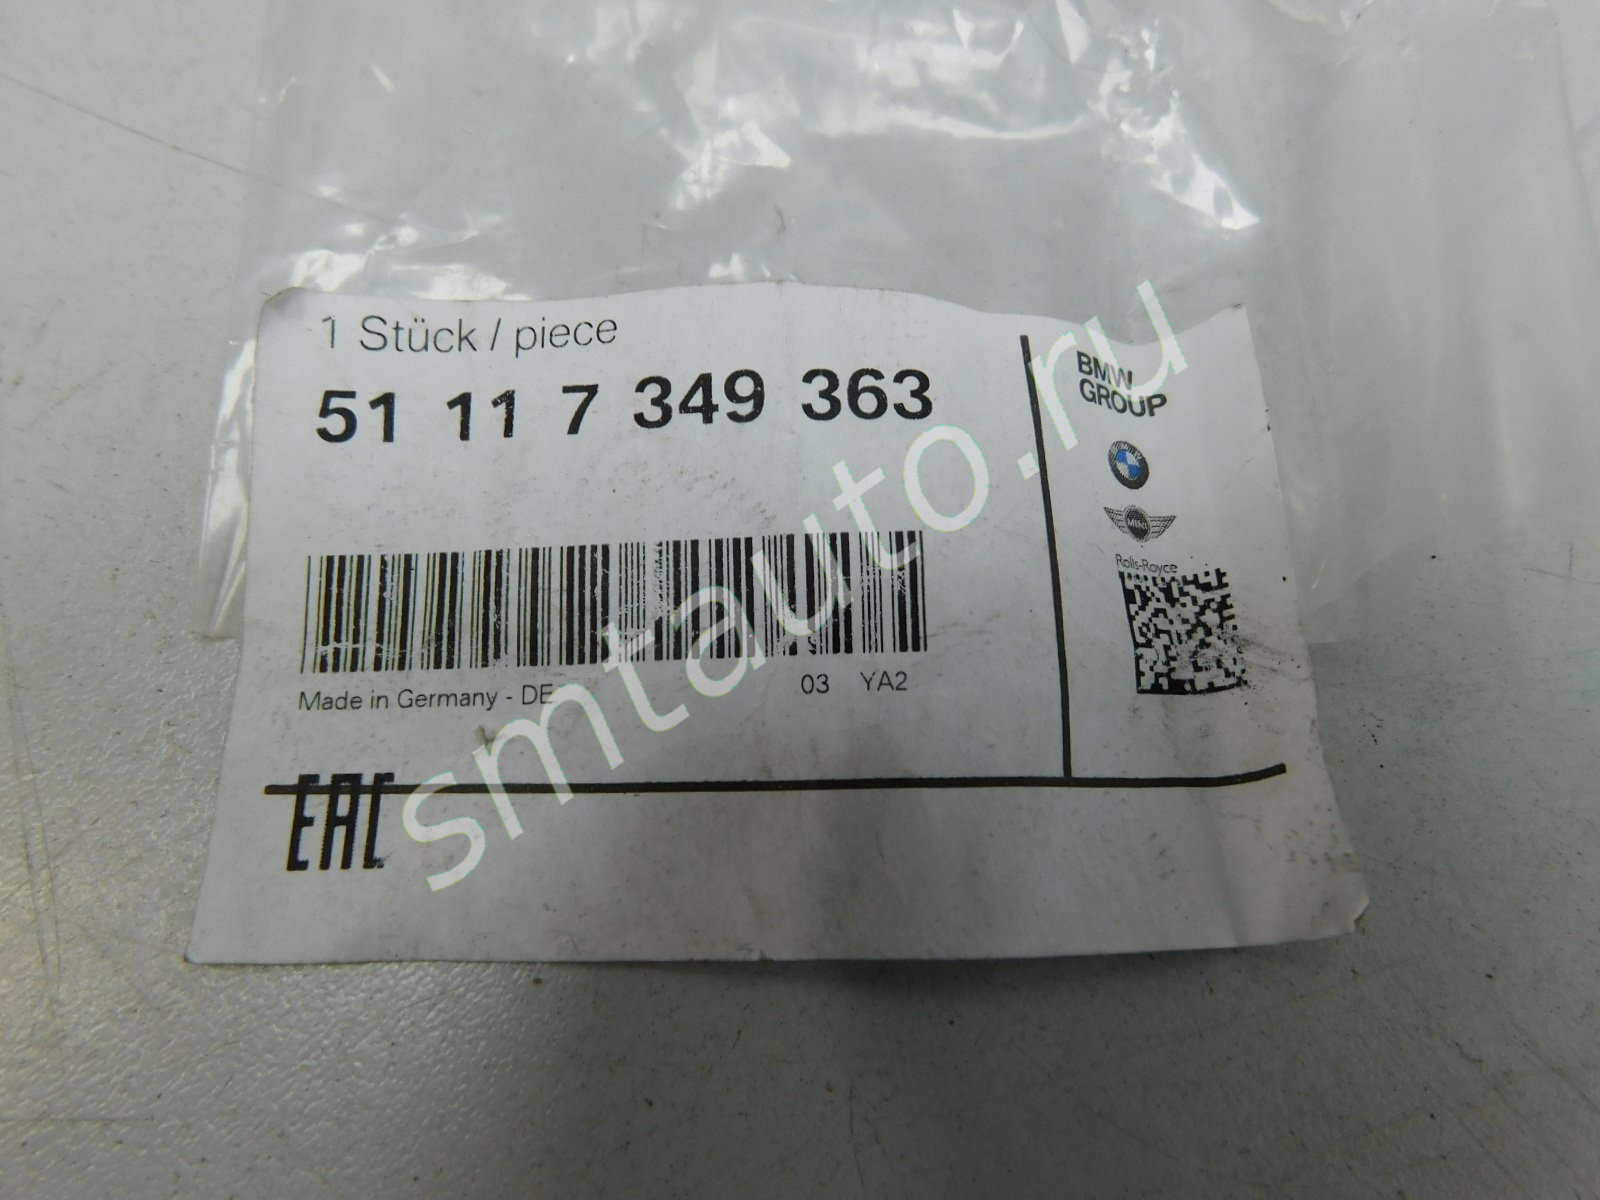 1 Stück / piece
51 11 7 349 363
BMW
GROUP
MINI
Rolls-Royce
Made in Germany - DE
03 YA2
EAC
smtauto.ru